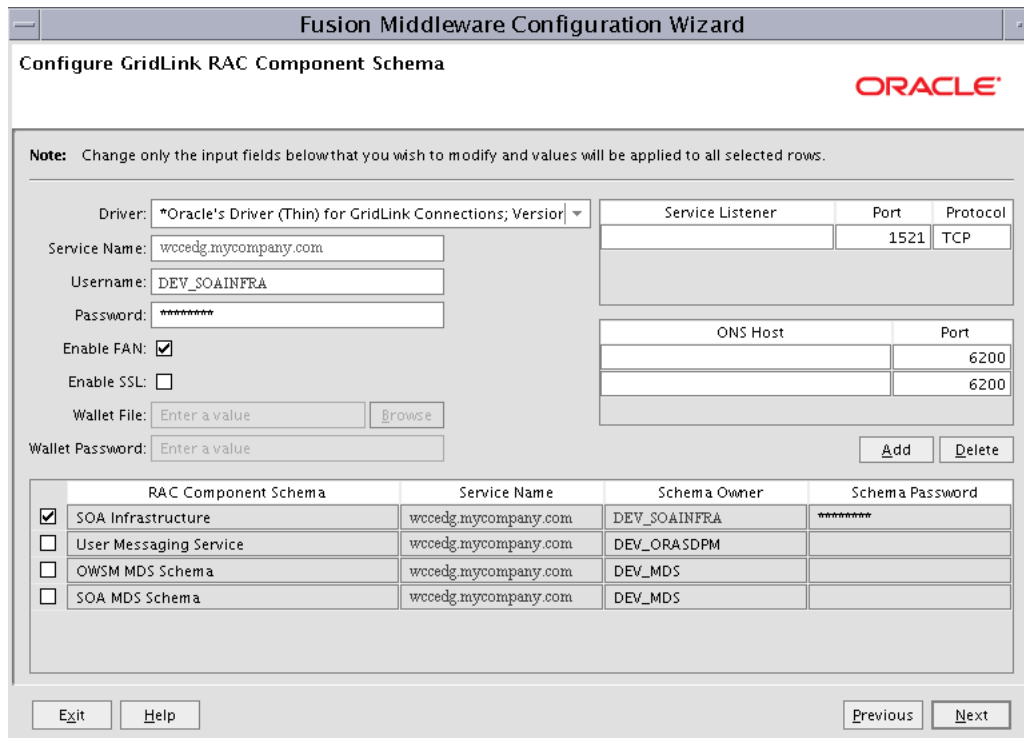 Fusion Middleware Configuration Wizard
Configure GridLink RAC Component Schema
ORACLE
Note: Change only the input fields below that you wish to modify and values will be applied to all selected rows.
Driver: *Oracle's Driver (Thin) for GridLink Connections; Version
Service Name: wccedg.mycompany.com
Username: DEV_SOAINFRA
Password: ********
Enable FAN:
Enable SSL:
Wallet File: Enter a value Browse
Wallet Password: Enter a value
Service Listener Port Protocol
1521 TCP
ONS Host Port
6200
6200
Add Delete
RAC Component Schema Service Name Schema Owner Schema Password
SOA Infrastructure wccedg.mycompany.com DEV_SOAINFRA ********
User Messaging Service wccedg.mycompany.com DEV_ORASDPM
OWSM MDS Schema wccedg.mycompany.com DEV_MDS
SOA MDS Schema wccedg.mycompany.com DEV_MDS
Exit Help Previous Next